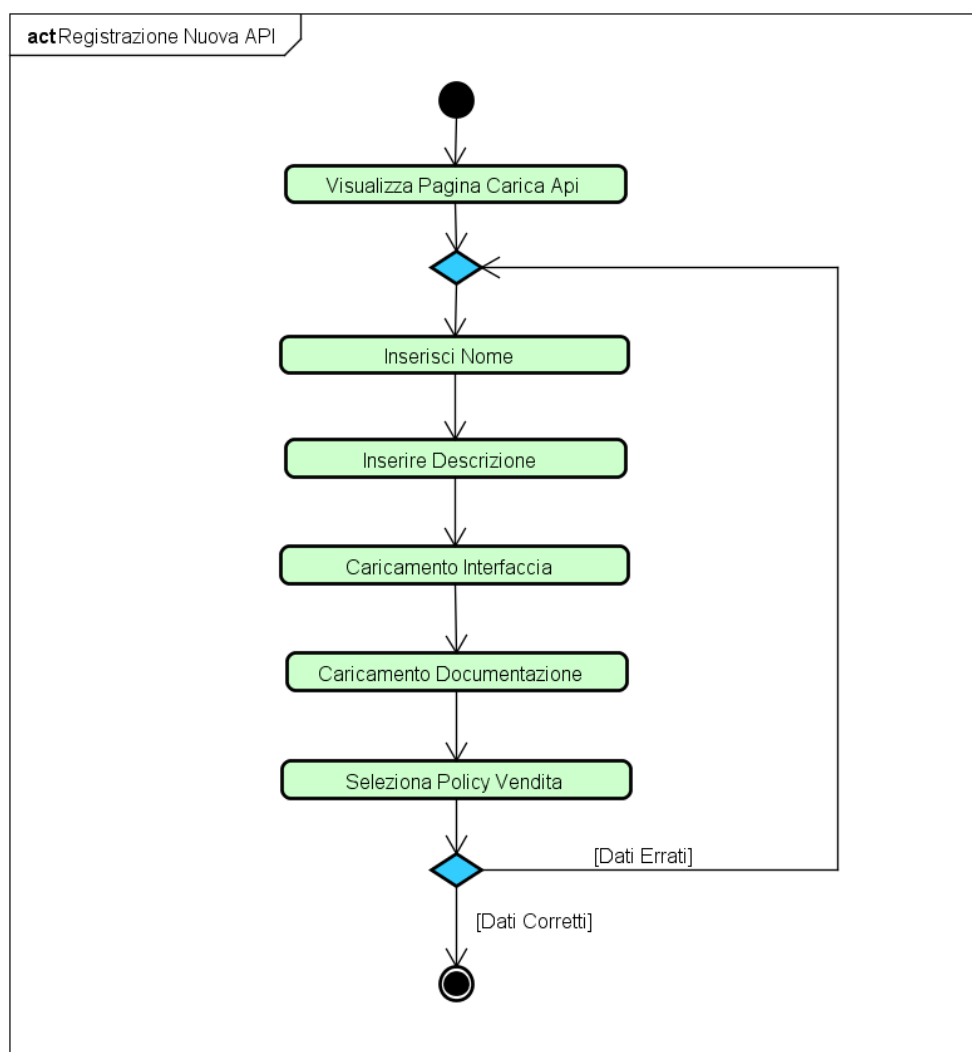 act Registrazione Nuova API
Visualizza Pagina Carica Api
Inserisci Nome
Inserire Descrizione
Caricamento Interfaccia
Caricamento Documentazione
Seleziona Policy Vendita
[Dati Errati]
[Dati Corretti]